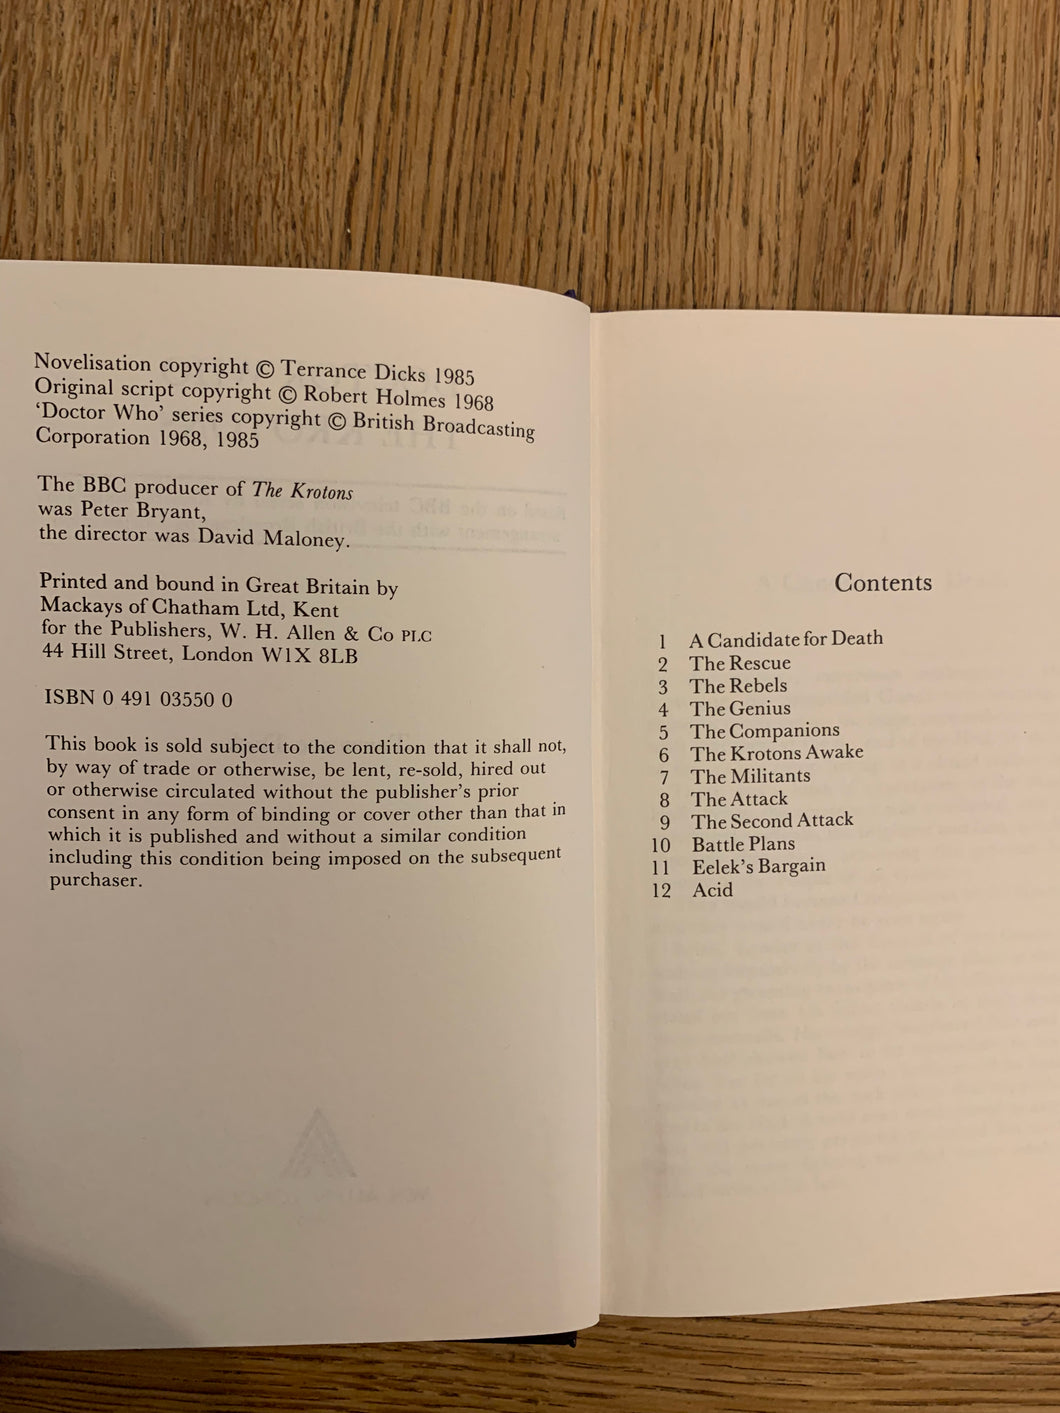 Novelisation copyright © Terrance Dicks 1985
Original script copyright © Robert Holmes 1968
‘Doctor Who’ series copyright © British Broadcasting
Corporation 1968, 1985
The BBC producer of The Krotons
was Peter Bryant,
the director was David Maloney.
Printed and bound in Great Britain by
Mackays of Chatham Ltd, Kent
for the Publishers, W. H. Allen & Co PLC
44 Hill Street, London W1X 8LB
ISBN 0 491 03550 0
This book is sold subject to the condition that it shall not,
by way of trade or otherwise, be lent, re-sold, hired out
or otherwise circulated without the publisher’s prior
consent in any form of binding or cover other than that in
which it is published and without a similar condition
including this condition being imposed on the subsequent
purchaser.
Contents
1 A Candidate for Death
2 The Rescue
3 The Rebels
4 The Genius
5 The Companions
6 The Krotons Awake
7 The Militants
8 The Attack
9 The Second Attack
10 Battle Plans
11 Eelek’s Bargain
12 Acid